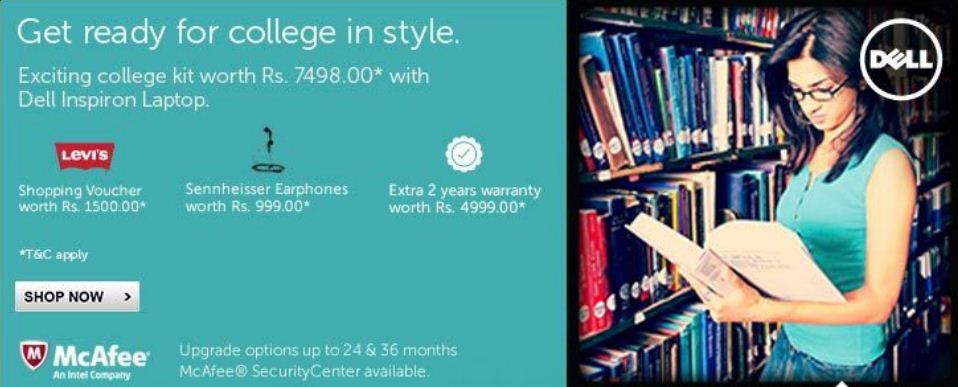 Get ready for college in style.
Exciting college kit worth Rs. 7498.00* with
Dell Inspiron Laptop.
LEVI'S
Shopping Voucher
worth Rs. 1500.00*
Sennheisser Earphones
worth Rs. 999.00*
Extra 2 years warranty
worth Rs. 4999.00*
*T&C apply
SHOP NOW >
McAfee
An Intel Company
Upgrade options up to 24 & 36 months
McAfee® SecurityCenter available.
DELL